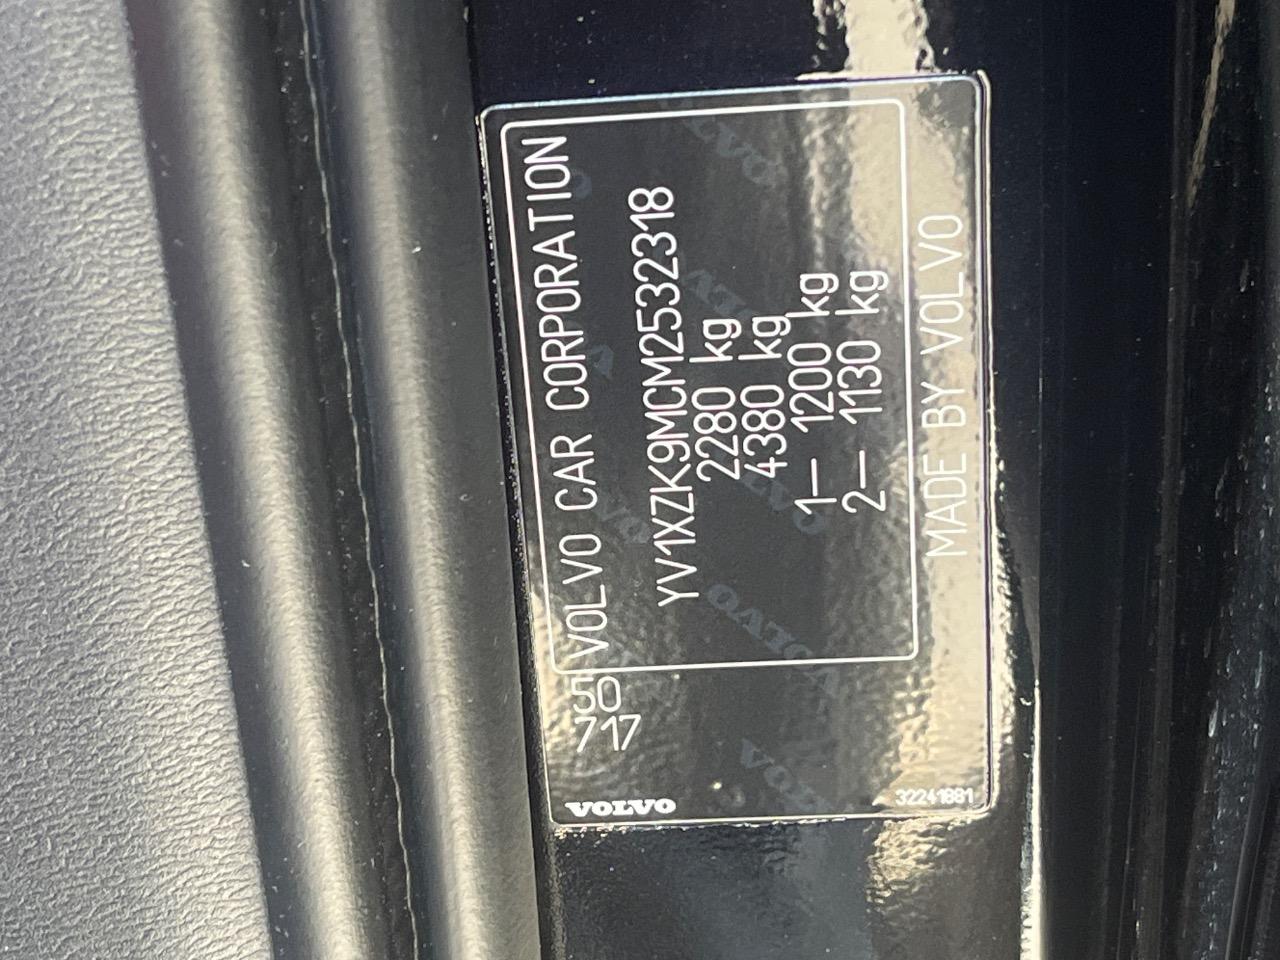 VOLVO CAR CORPORATION
YV1XZK9MCM2532318
2280 kg
4380 kg
1— 1200 kg
2— 1130 kg
MADE BY VOLVO
50
717
VOLVO
32241881